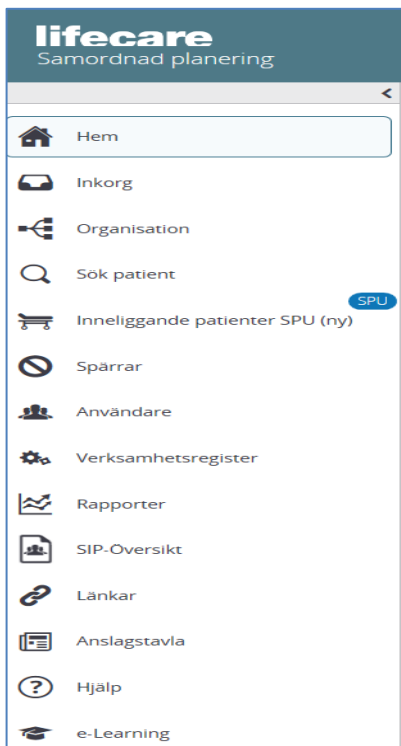 lifecare
Samordnad planering
<
Hem
Inkorg
Organisation
Sök patient
SPU
Inneliggande patienter SPU (ny)
Spärrar
Användare
Verksamhetsregister
Rapporter
SIP-Översikt
Länkar
Anslagstavla
? Hjälp
e-Learning